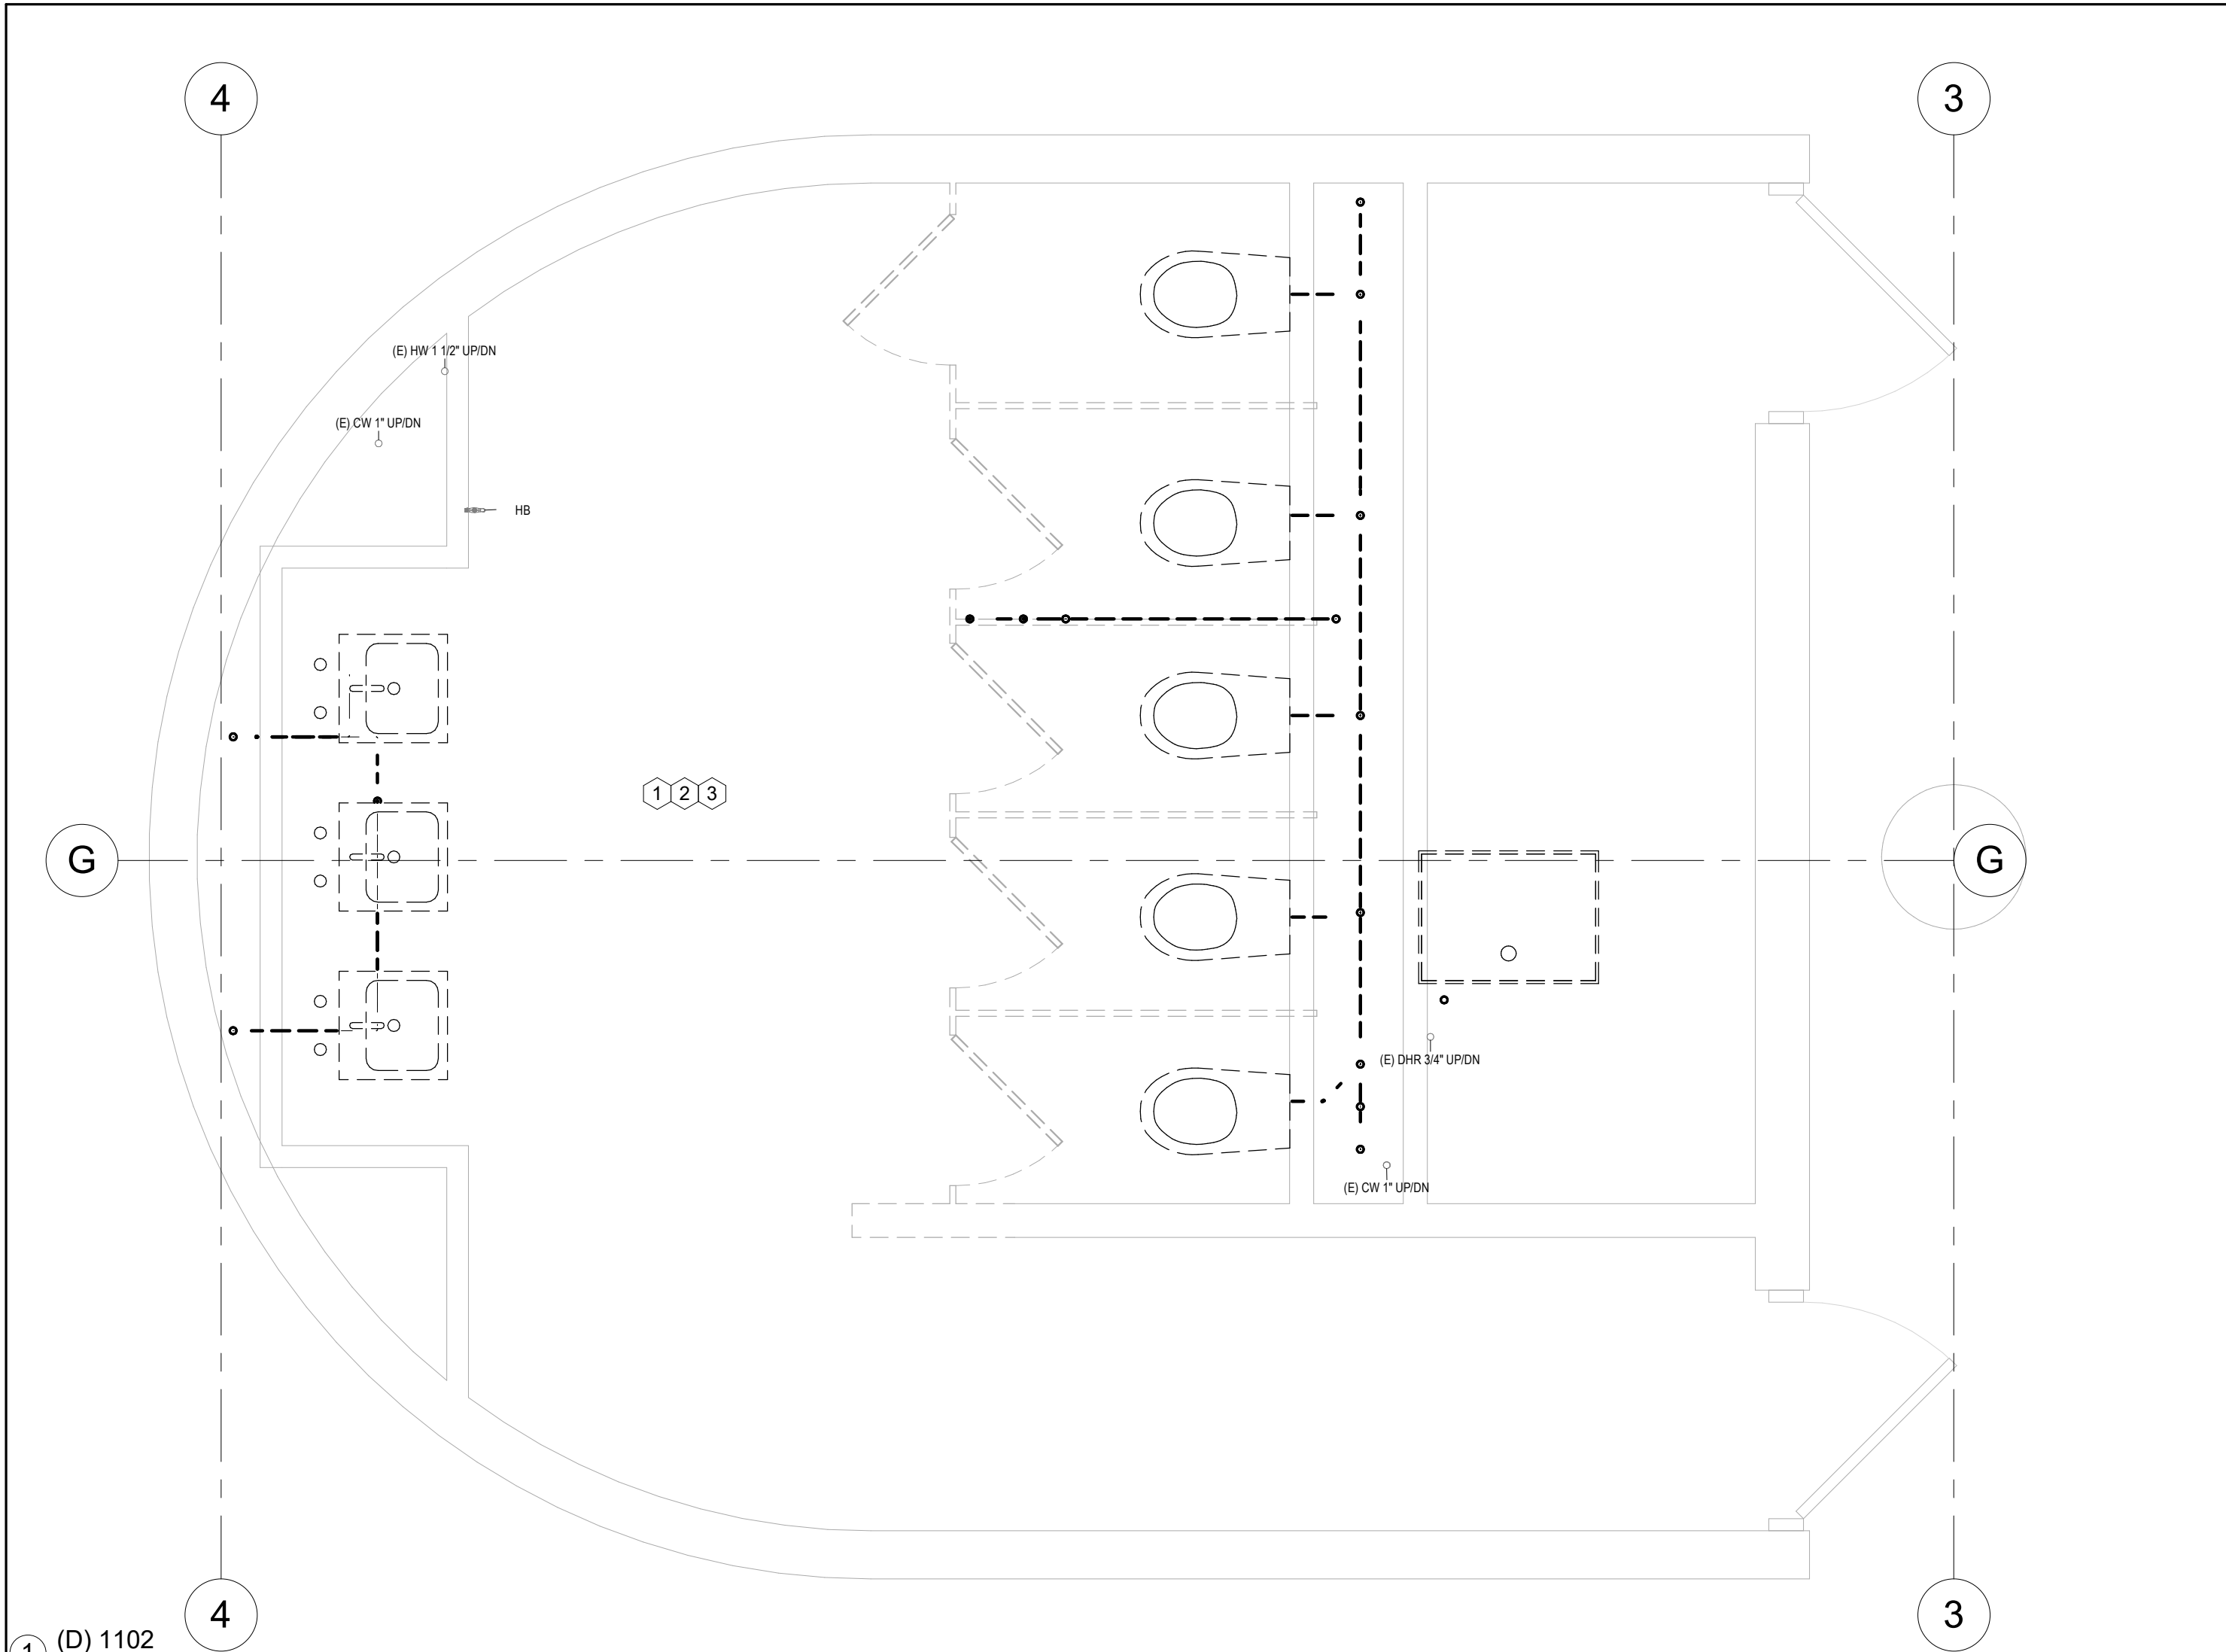 4
3
(E) HW 1 1/2" UP/DN
(E) CW 1" UP/DN
HB
1 2 3
G
G
(E) DHR 3/4" UP/DN
(E) CW 1" UP/DN
4
3
1
(D) 1102